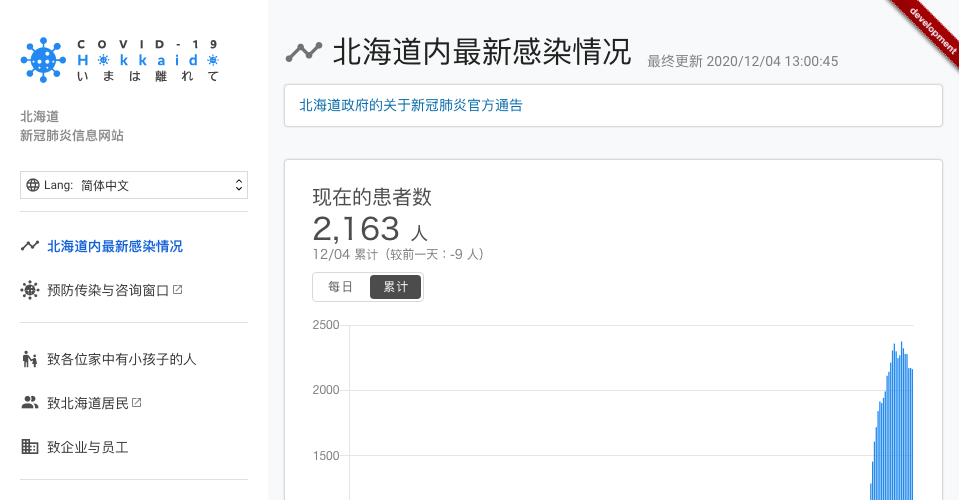 COVID-19
Hokkaido
いまは離れて
北海道
新冠肺炎信息网站
Lang: 简体中文
北海道内最新感染情况
预防传染与咨询窗口
致各位家中有小孩子的人
致北海道居民
致企业与员工
北海道内最新感染情况
最终更新 2020/12/04 13:00:45
development
北海道政府的关于新冠肺炎官方通告
现在的患者数
2,163 人
12/04 累计（较前一天：-9 人）
每日 累计
2500
2000
1500